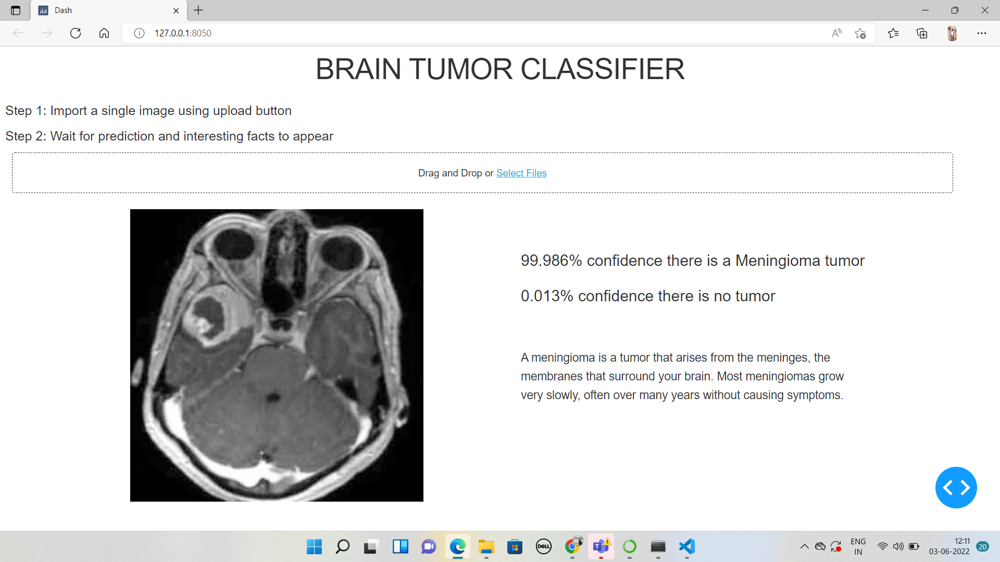 Dash
127.0.0.1:8050
BRAIN TUMOR CLASSIFIER
Step 1: Import a single image using upload button
Step 2: Wait for prediction and interesting facts to appear
Drag and Drop or Select Files
99.986% confidence there is a Meningioma tumor
0.013% confidence there is no tumor
A meningioma is a tumor that arises from the meninges, the
membranes that surround your brain. Most meningiomas grow
very slowly, often over many years without causing symptoms.
DELL
ENG
IN
12:11
03-06-2022
20